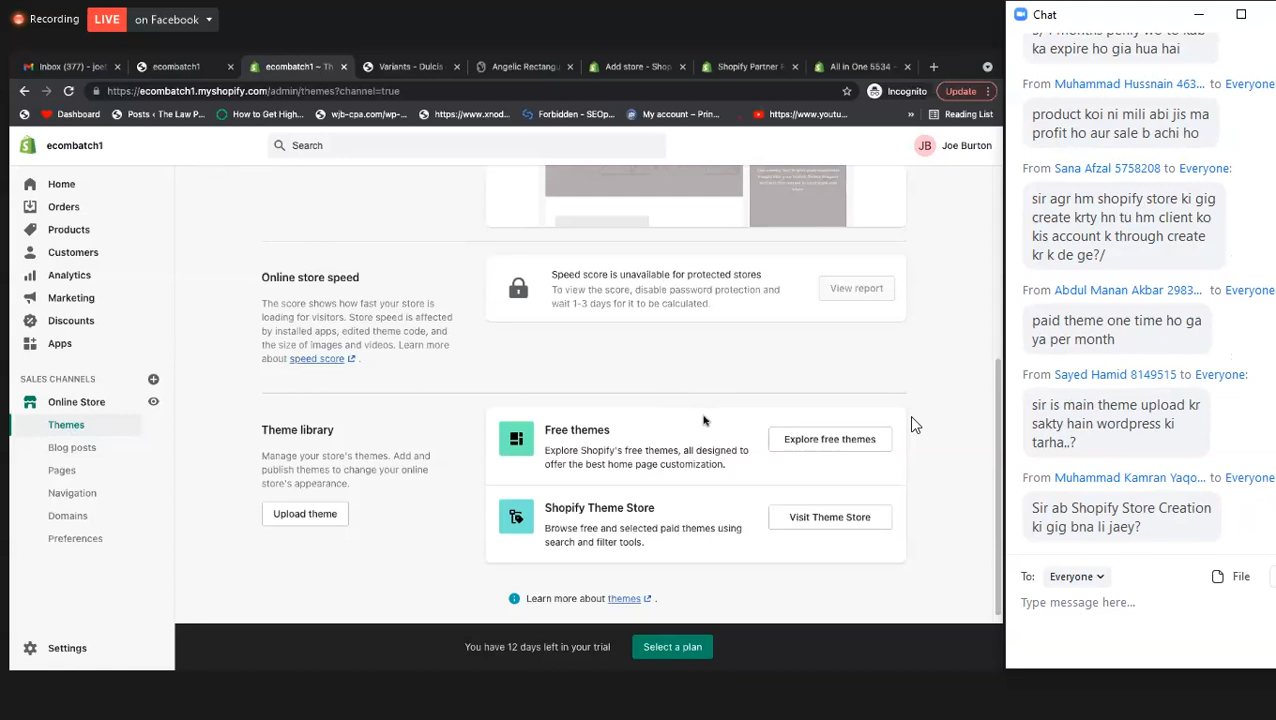 Recording
LIVE
on Facebook
Chat
Inbox (377) - joe
ecombatch1
ecombatch1 ~ Th
Variants - Dulcis
Angelic Rectang
Add store - Shop
Shopify Partner F
All in One 5534 -
https://ecombatch1.myshopify.com/admin/themes?channel=true
Incognito
Update
Dashboard
Posts ‹ The Law P...
How to Get High...
wjb-cpa.com/wp-...
https://www.xnod...
Forbidden - SEOp...
My account – Prin...
https://www.youtu...
»
Reading List
ecombatch1
Search
JB
Joe Burton
Home
Orders
Products
Customers
Analytics
Marketing
Discounts
Apps
SALES CHANNELS
Online Store
Themes
Blog posts
Pages
Navigation
Domains
Preferences
Settings
Online store speed
The score shows how fast your store is
loading for visitors. Store speed is
affected by installed apps, edited theme code, and
the size of images and videos. Learn more
about speed score .
Speed score is unavailable for protected stores
To view the score, disable password protection and
wait 1-3 days for it to be calculated.
View report
Theme library
Manage your store's themes. Add and
publish themes to change your online
store's appearance.
Upload theme
Free themes
Explore Shopify's free themes, all designed to
offer the best home page customization.
Explore free themes
Shopify Theme Store
Browse free and selected paid themes using
search and filter tools.
Visit Theme Store
Learn more about themes .
You have 12 days left in your trial
Select a plan
ka expire ho gia hua hai
From Muhammad Hussnain 463... to Everyone
product koi ni mili abi jis ma
profit ho aur sale b achi ho
From Sana Afzal 5758208 to Everyone:
sir agr hm shopify store ki gig
create krty hn tu hm client ko
kis account k through create
kr k de ge?/
From Abdul Manan Akbar 2983... to Everyone
paid theme one time ho ga
ya per month
From Sayed Hamid 8149515 to Everyone:
sir is main theme upload kr
sakty hain wordpress ki
tarha..?
From Muhammad Kamran Yaqo... to Everyone
Sir ab Shopify Store Creation
ki gig bna li jaey?
To: Everyone
File
Type message here...